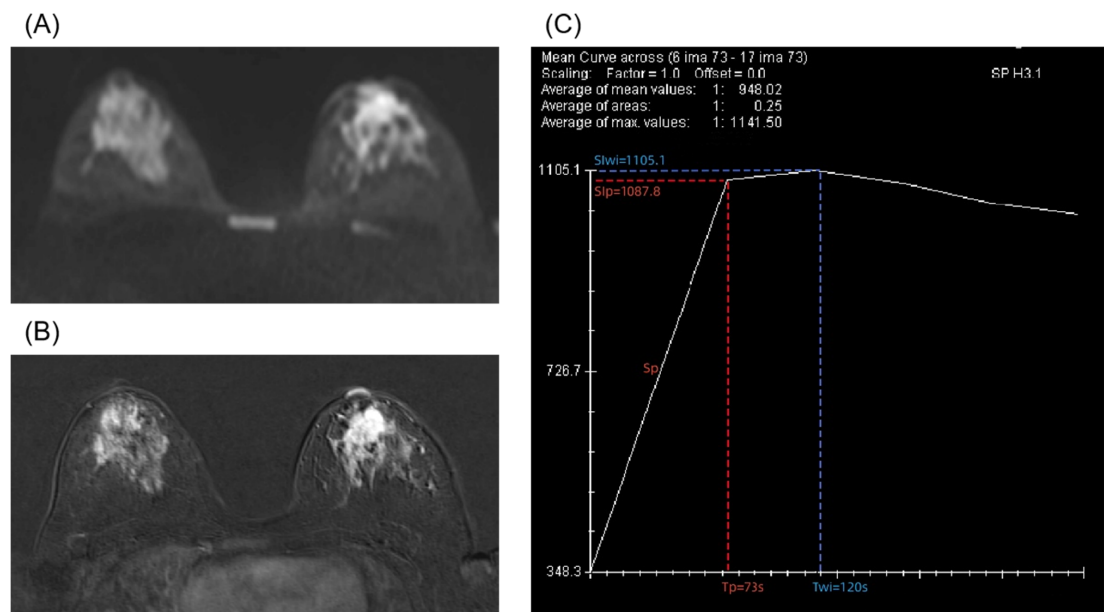 (A)
(B)
(C)
Mean Curve across (6 ima 73 - 17 ima 73)
Scaling: Factor = 1.0 Offset = 0.0
SP H3.1
Average of mean values: 1: 948.02
Average of areas: 1: 0.25
Average of max. values: 1: 1141.50
SIwi=1105.1
1105.1
SIp=1087.8
726.7
Sp
348.3
Tp=73s
Twi=120s